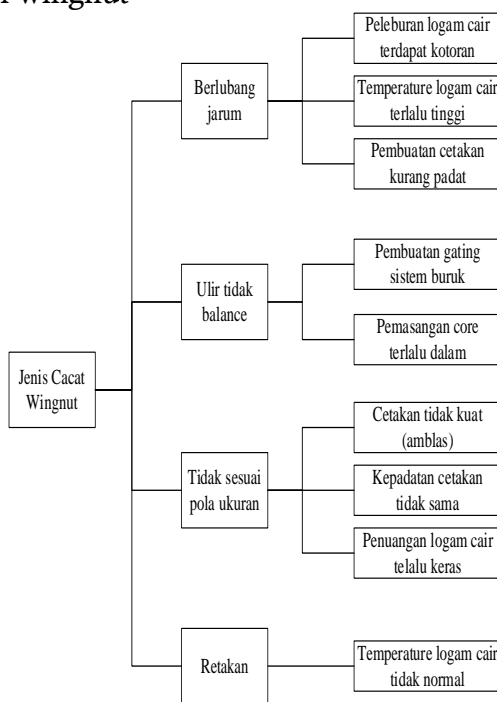 wingnut
Peleburan logam cair
terdapat kotoran
Berlubang
jarum
Temperature logam cair
terlalu tinggi
Pembuatan cetakan
kurang padat
Ulir tidak
balance
Pembuatan gating
sistem buruk
Pemasangan core
terlalu dalam
Jenis Cacat
Wingnut
Cetakan tidak kuat
(amblas)
Tidak sesuai
pola ukuran
Kepadatan cetakan
tidak sama
Penuangan logam cair
telalu keras
Retakan
Temperature logam cair
tidak normal